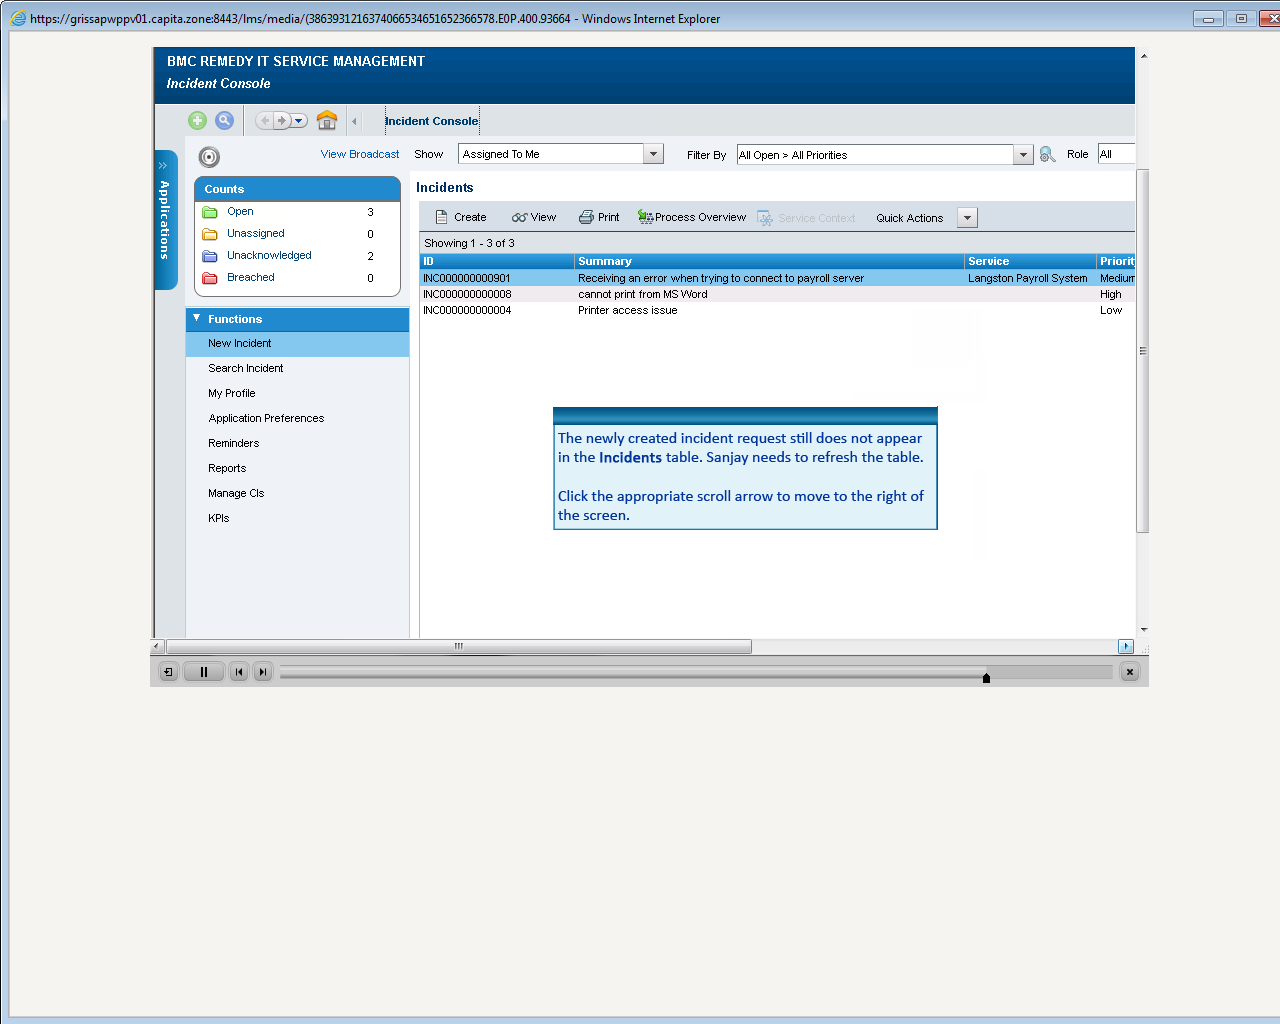 https://grissapwppv01.capita.zone:8443/lms/media/(3863931216374066534651652366578.E0P.400.93664 - Windows Internet Explorer
BMC REMEDY IT SERVICE MANAGEMENT
Incident Console
Incident Console
View Broadcast Show Assigned To Me Filter By All Open > All Priorities Role All
Applications
Counts
Open 3
Unassigned 0
Unacknowledged 2
Breached 0
Functions
New Incident
Search Incident
My Profile
Application Preferences
Reminders
Reports
Manage CIs
KPIs
Incidents
Create View Print Process Overview Service Context Quick Actions
Showing 1 - 3 of 3
ID Summary Service Priorit
INC000000000901 Receiving an error when trying to connect to payroll server Langston Payroll System Medium
INC000000000008 cannot print from MS Word High
INC000000000004 Printer access issue Low
The newly created incident request still does not appear
in the Incidents table. Sanjay needs to refresh the table.
Click the appropriate scroll arrow to move to the right of
the screen.